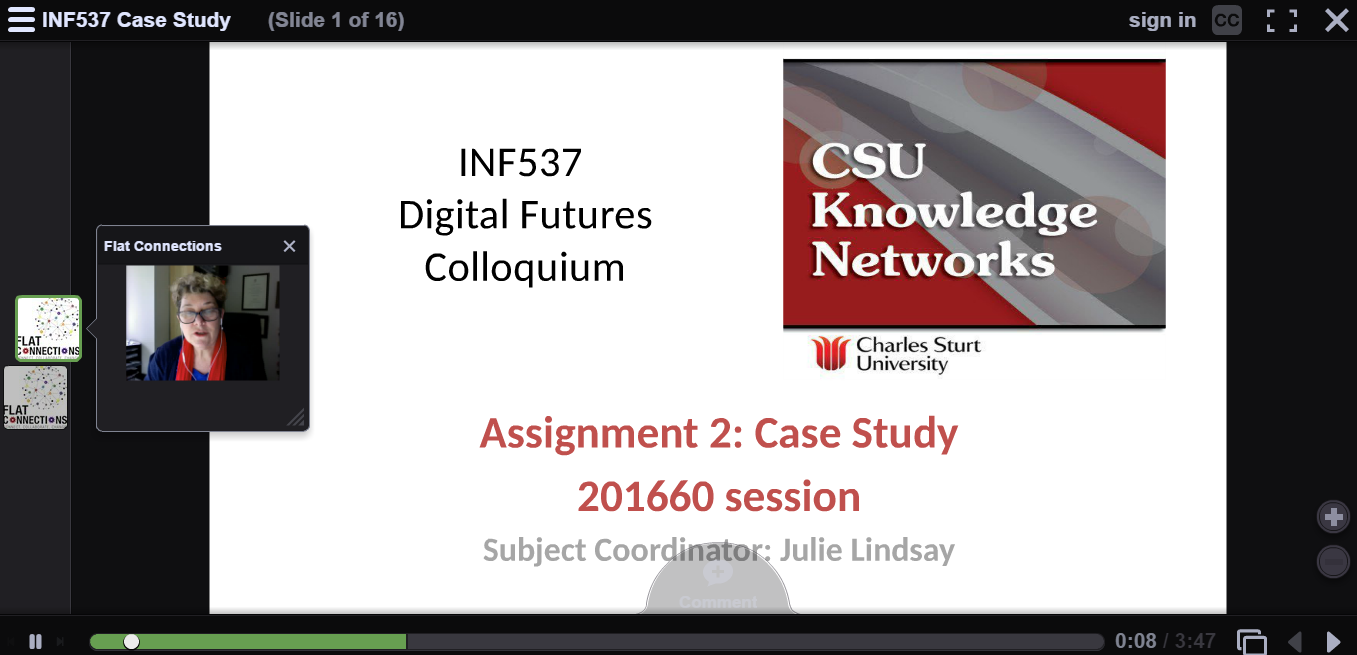 INF537 Case Study (Slide 1 of 16) sign in CC
INF537
Digital Futures
Colloquium
CSU
Knowledge
Networks
Charles Sturt
University
Flat Connections
FLAT
CONNECTIONS
FLAT
CONNECTIONS
Assignment 2: Case Study
201660 session
Subject Coordinator: Julie Lindsay
Comment
0:08 / 3:47